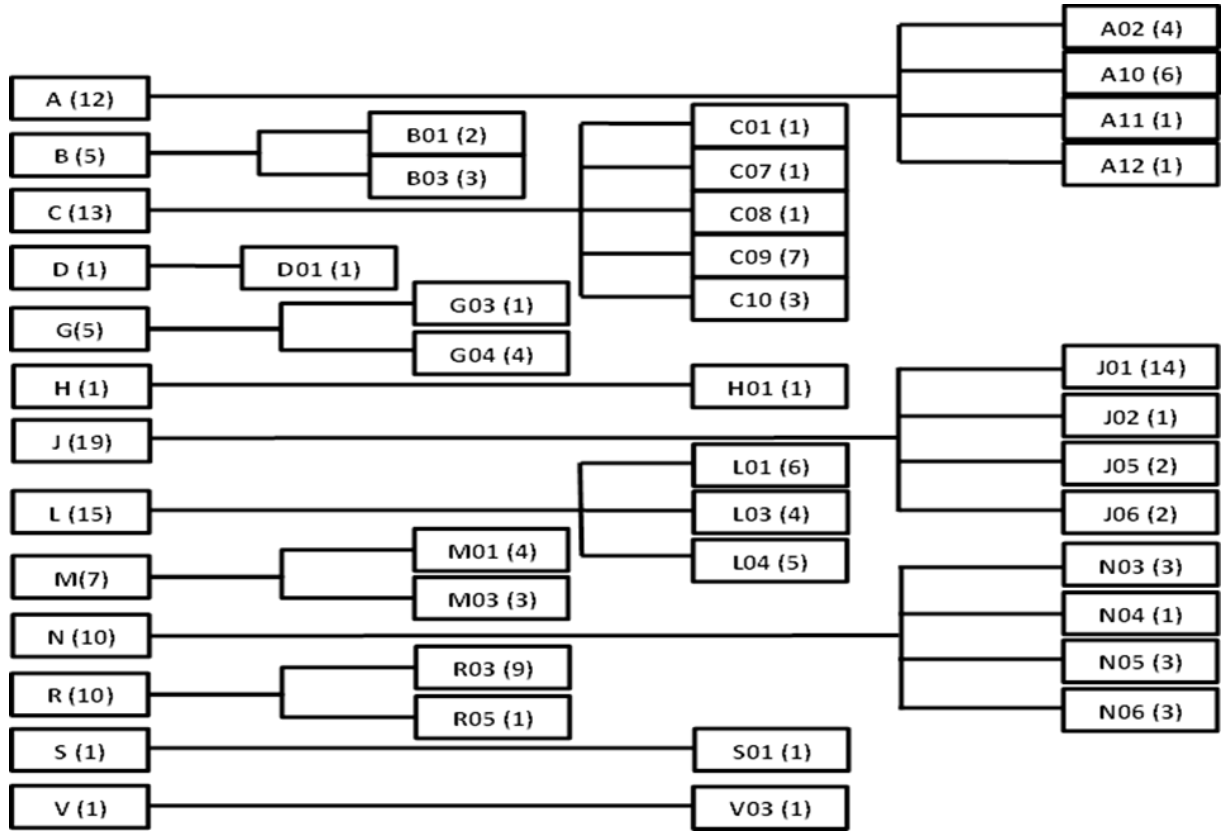 A (12)
A02 (4)
A10 (6)
A11 (1)
A12 (1)
B (5)
B01 (2)
B03 (3)
C (13)
C01 (1)
C07 (1)
C08 (1)
C09 (7)
C10 (3)
D (1)
D01 (1)
G(5)
G03 (1)
G04 (4)
H (1)
H01 (1)
J (19)
J01 (14)
J02 (1)
J05 (2)
J06 (2)
L (15)
L01 (6)
L03 (4)
L04 (5)
M(7)
M01 (4)
M03 (3)
N (10)
N03 (3)
N04 (1)
N05 (3)
N06 (3)
R (10)
R03 (9)
R05 (1)
S (1)
S01 (1)
V (1)
V03 (1)